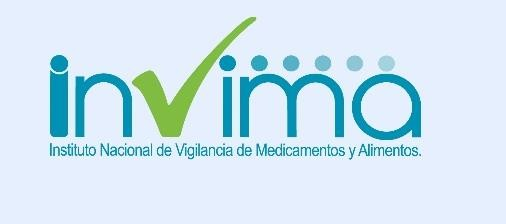 invima
Instituto Nacional de Vigilancia de Medicamentos y Alimentos.